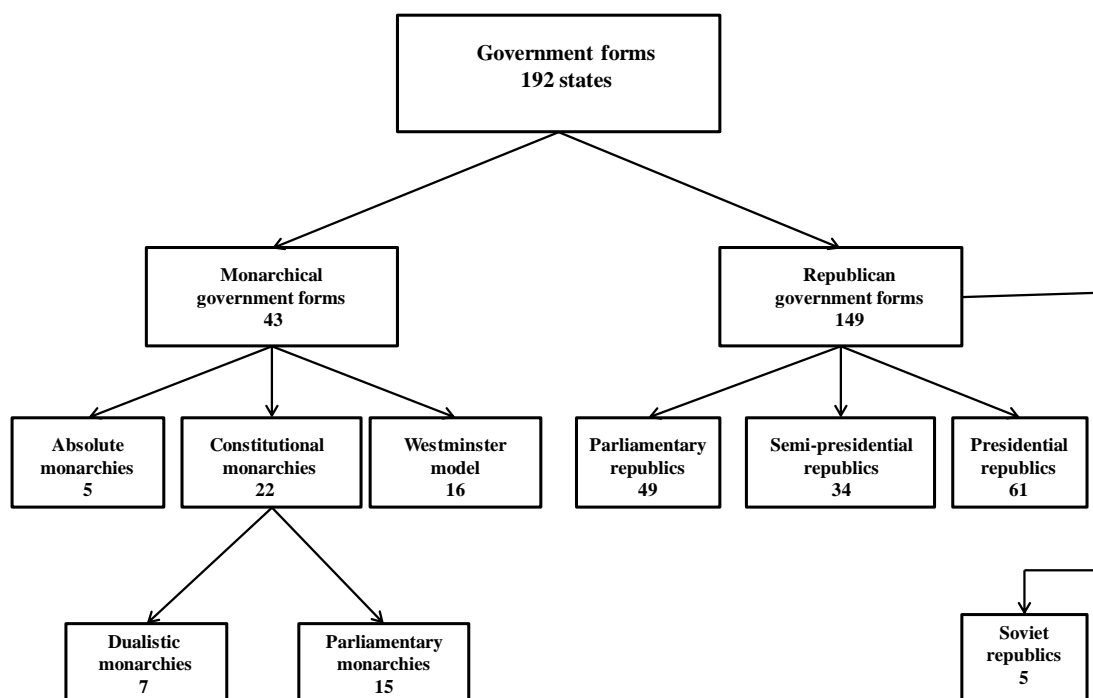 Government forms
192 states
Monarchical
government forms
43
Republican
government forms
149
Absolute
monarchies
5
Constitutional
monarchies
22
Westminster
model
16
Parliamentary
republics
49
Semi-presidential
republics
34
Presidential
republics
61
Dualistic
monarchies
7
Parliamentary
monarchies
15
Soviet
republics
5